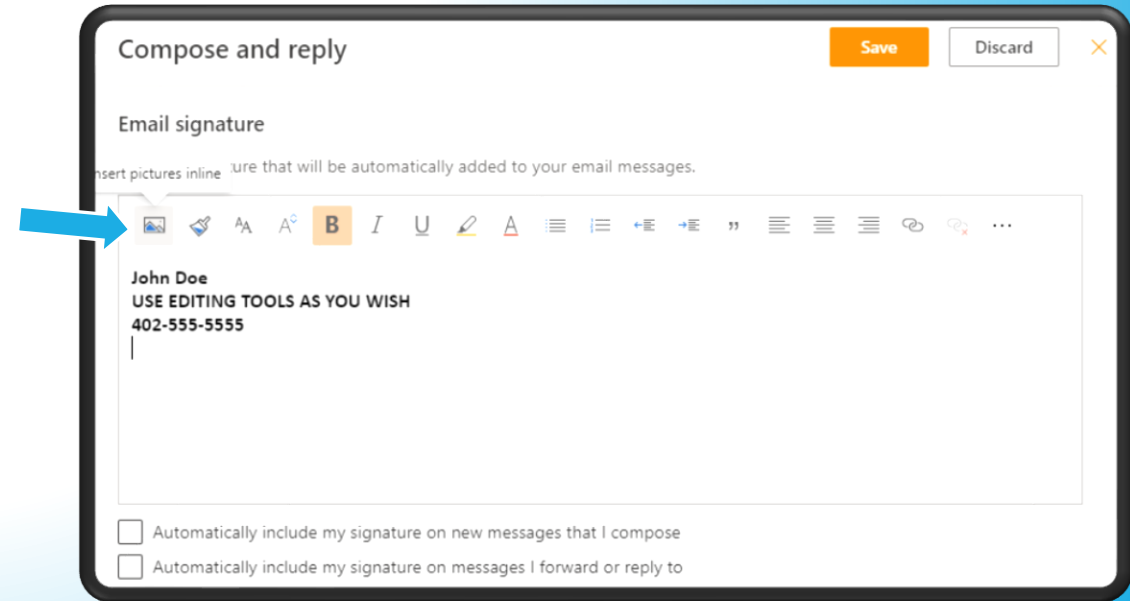 Compose and reply
Save
Discard
Email signature
nsert pictures inline
ure that will be automatically added to your email messages.
AA A B I U A
John Doe
USE EDITING TOOLS AS YOU WISH
402-555-5555
Automatically include my signature on new messages that I compose
Automatically include my signature on messages I forward or reply to